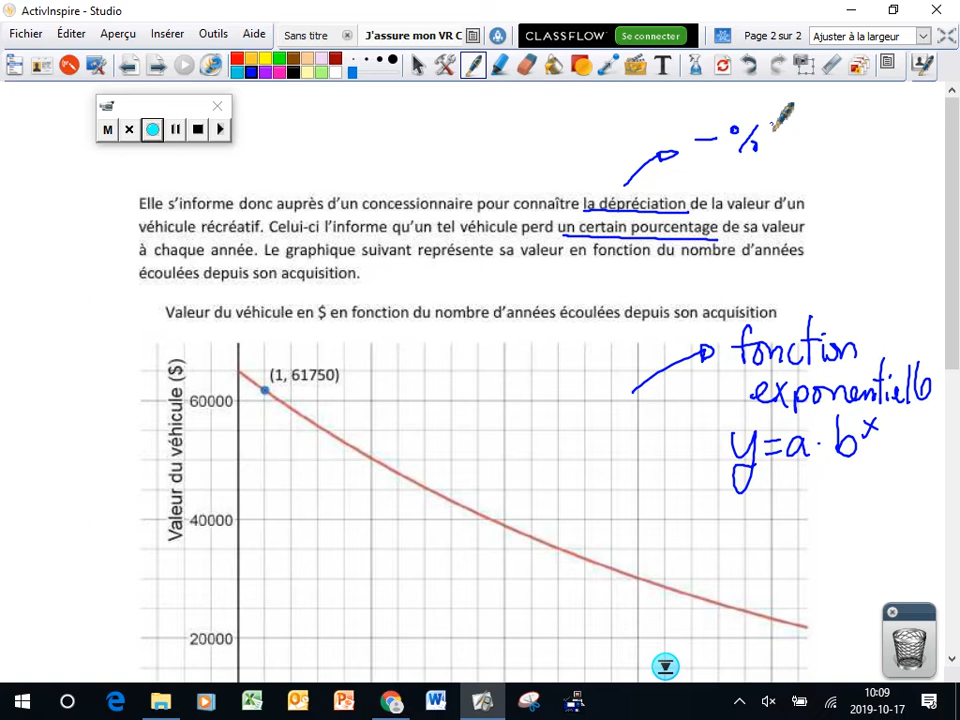 ActivInspire - Studio
Fichier Éditer Aperçu Insérer Outils Aide Sans titre J'assure mon VR C CLASSFLOW Se connecter Page 2 sur 2 Ajuster à la largeur
M
- %
Elle s'informe donc auprès d'un concessionnaire pour connaître la dépréciation de la valeur d'un
véhicule récréatif. Celui-ci l'informe qu'un tel véhicule perd un certain pourcentage de sa valeur
à chaque année. Le graphique suivant représente sa valeur en fonction du nombre d'années
écoulées depuis son acquisition.
Valeur du véhicule en $ en fonction du nombre d'années écoulées depuis son acquisition
fonction
exponentielle
y = a · b^x
Valeur du véhicule ($)
(1, 61750)
60000
40000
20000
10:09
2019-10-17